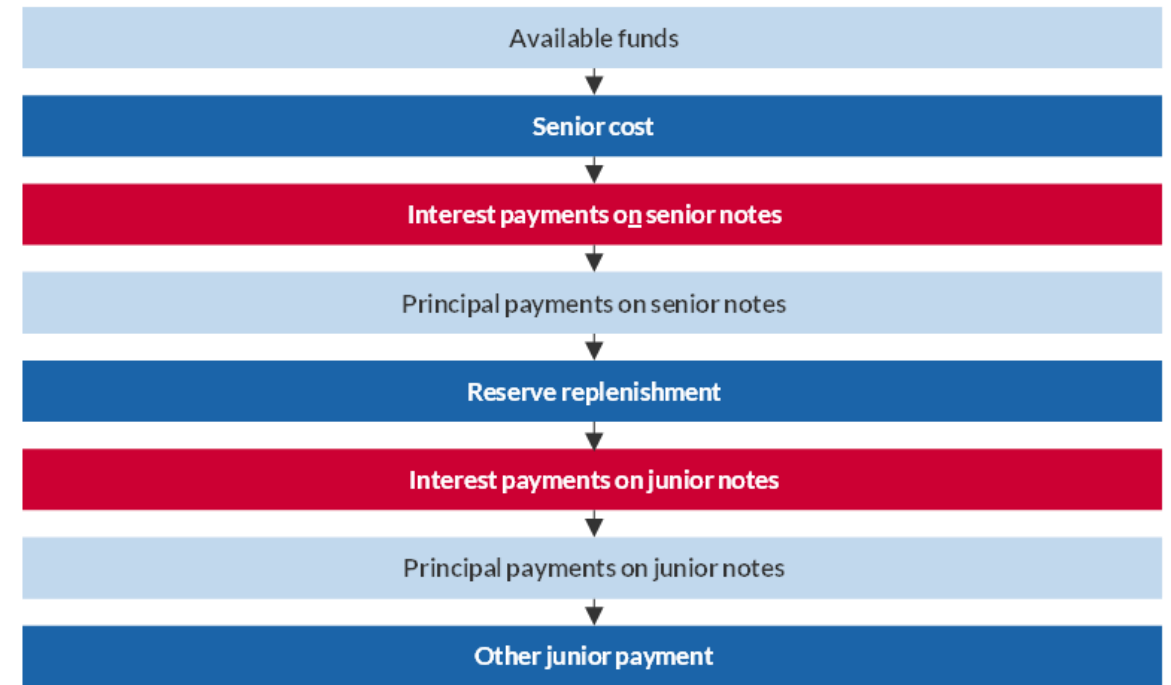 Available funds
Senior cost
Interest payments on senior notes
Principal payments on senior notes
Reserve replenishment
Interest payments on junior notes
Principal payments on junior notes
Other junior payment